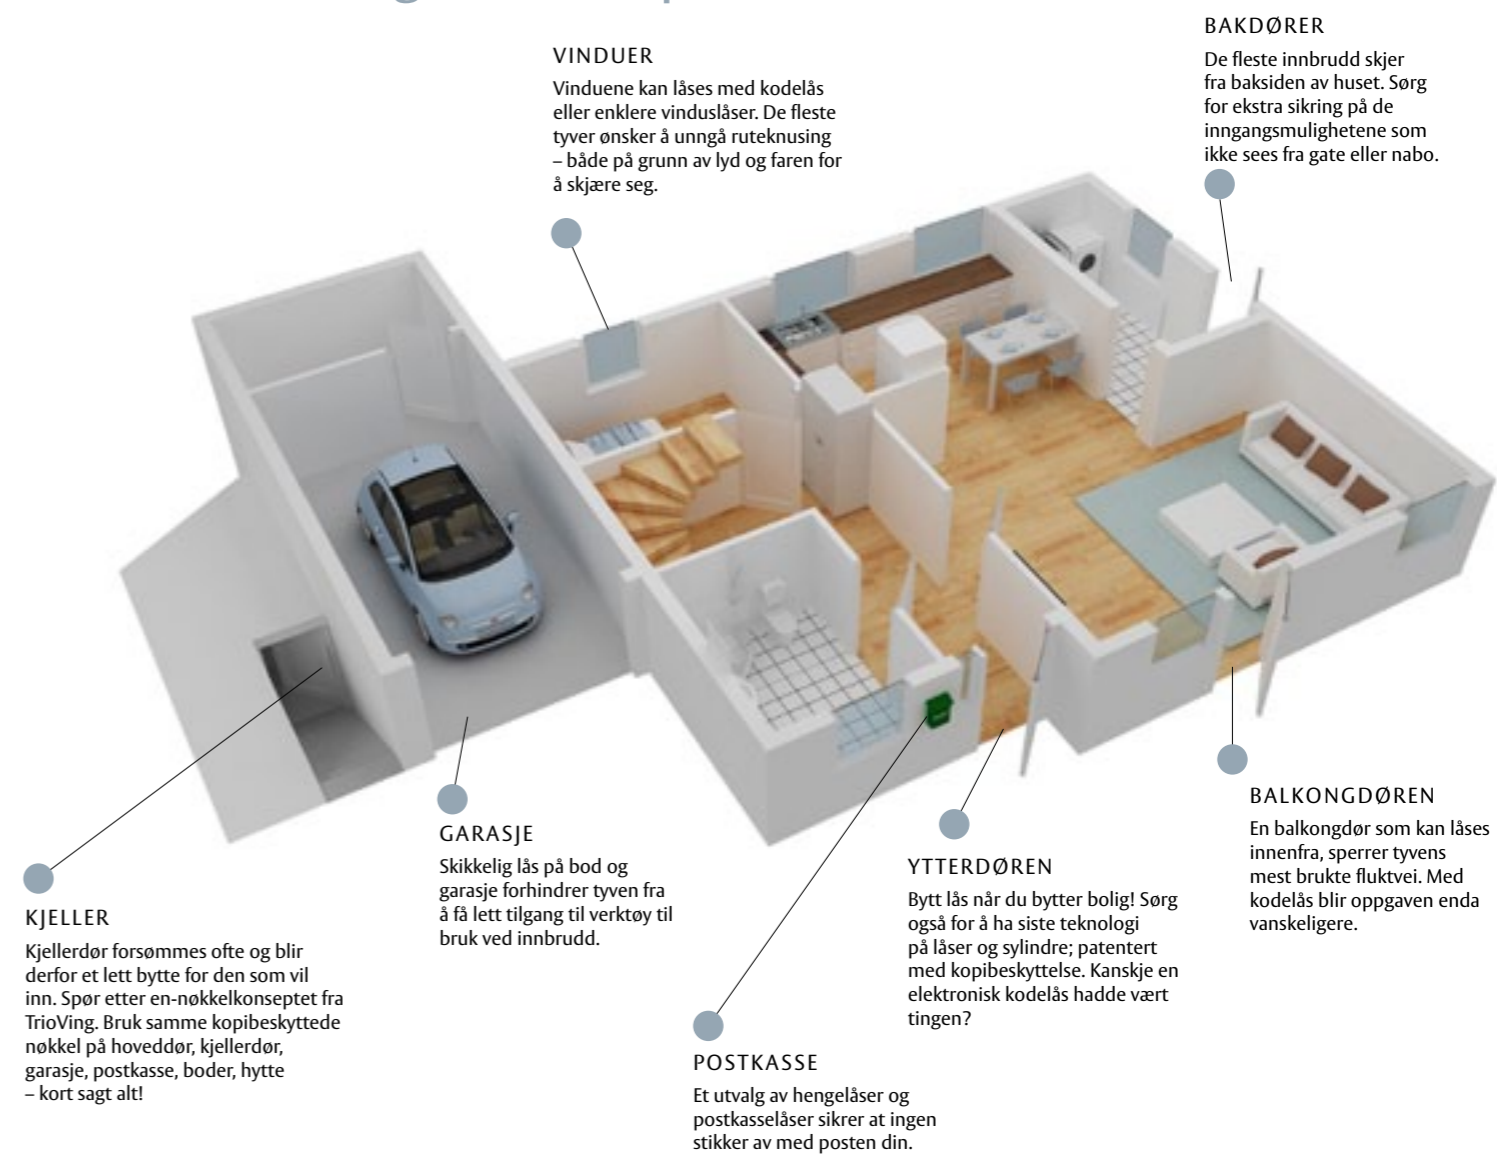 VINDUER
Vinduene kan låses med kodelås
eller enklere vinduslåser. De fleste
tyver ønsker å unngå ruteknusing
– både på grunn av lyd og faren for
å skjære seg.
BAKDØRER
De fleste innbrudd skjer
fra baksiden av huset. Sørg
for ekstra sikring på de
inngangsmulighetene som
ikke sees fra gate eller nabo.
KJELLER
Kjellerdør forsømmes ofte og blir
derfor et lett bytte for den som vil
inn. Spør etter en-nøkkelkonseptet fra
TrioVing. Bruk samme kopibeskyttede
nøkkel på hoveddør, kjellerdør,
garasje, postkasse, boder, hytte
– kort sagt alt!
GARASJE
Skikkelig lås på bod og
garasje forhindrer tyven fra
å få lett tilgang til verktøy til
bruk ved innbrudd.
POSTKASSE
Et utvalg av hengelåser og
postkasselåser sikrer at ingen
stikker av med posten din.
YTTERDØREN
Bytt lås når du bytter bolig! Sørg
også for å ha siste teknologi
på låser og sylindre; patentert
med kopibeskyttelse. Kanskje en
elektronisk kodelås hadde vært
tingen?
BALKONGDØREN
En balkongdør som kan låses
innenfra, sperrer tyvens
mest brukte fluktvei. Med
kodelås blir oppgaven enda
vanskeligere.